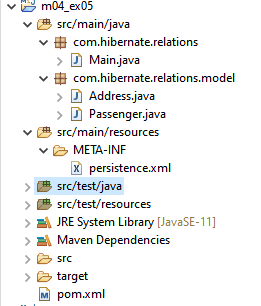 m04_ex05
src/main/java
com.hibernate.relations
Main.java
com.hibernate.relations.model
Address.java
Passenger.java
src/main/resources
META-INF
persistence.xml
src/test/java
src/test/resources
JRE System Library [JavaSE-11]
Maven Dependencies
src
target
pom.xml